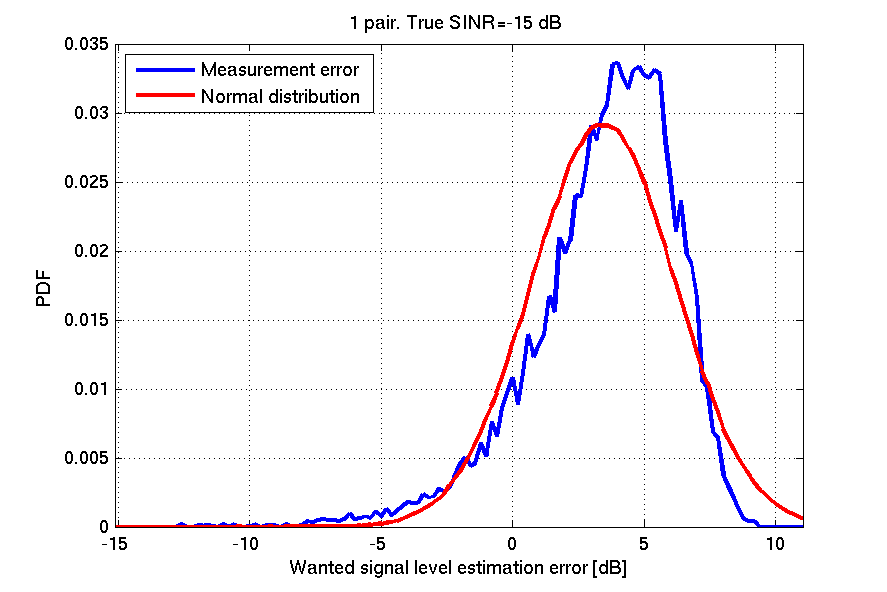 1 pair. True SINR=-15 dB
Measurement error
Normal distribution
PDF
0.035
0.03
0.025
0.02
0.015
0.01
0.005
0
-15
-10
-5
0
5
10
Wanted signal level estimation error [dB]